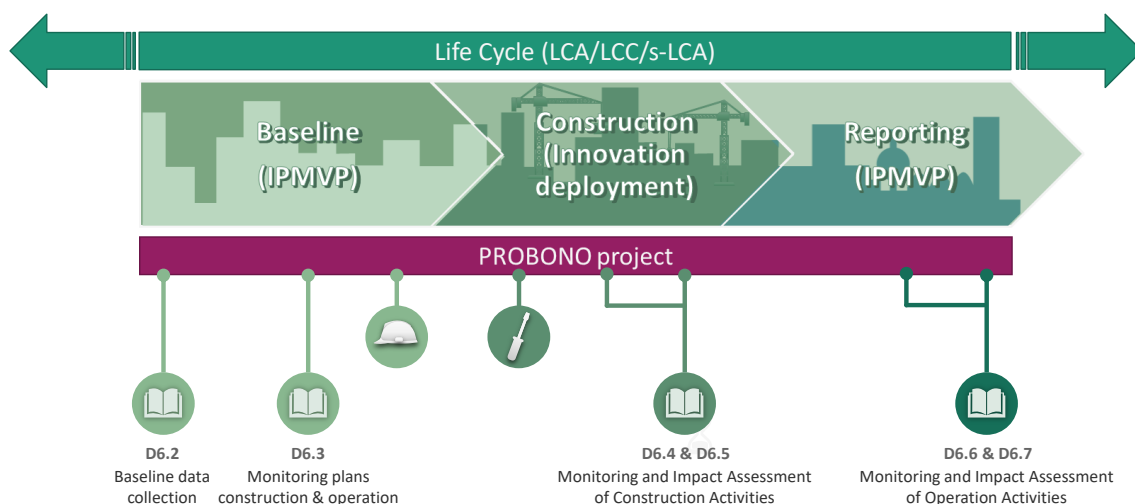 Life Cycle (LCA/LCC/s-LCA)
Baseline
(IPMVP)
Construction
(Innovation
deployment)
Reporting
(IPMVP)
PROBONO project
D6.2
Baseline data
collection
D6.3
Monitoring plans
construction & operation
D6.4 & D6.5
Monitoring and Impact Assessment
of Construction Activities
D6.6 & D6.7
Monitoring and Impact Assessment
of Operation Activities